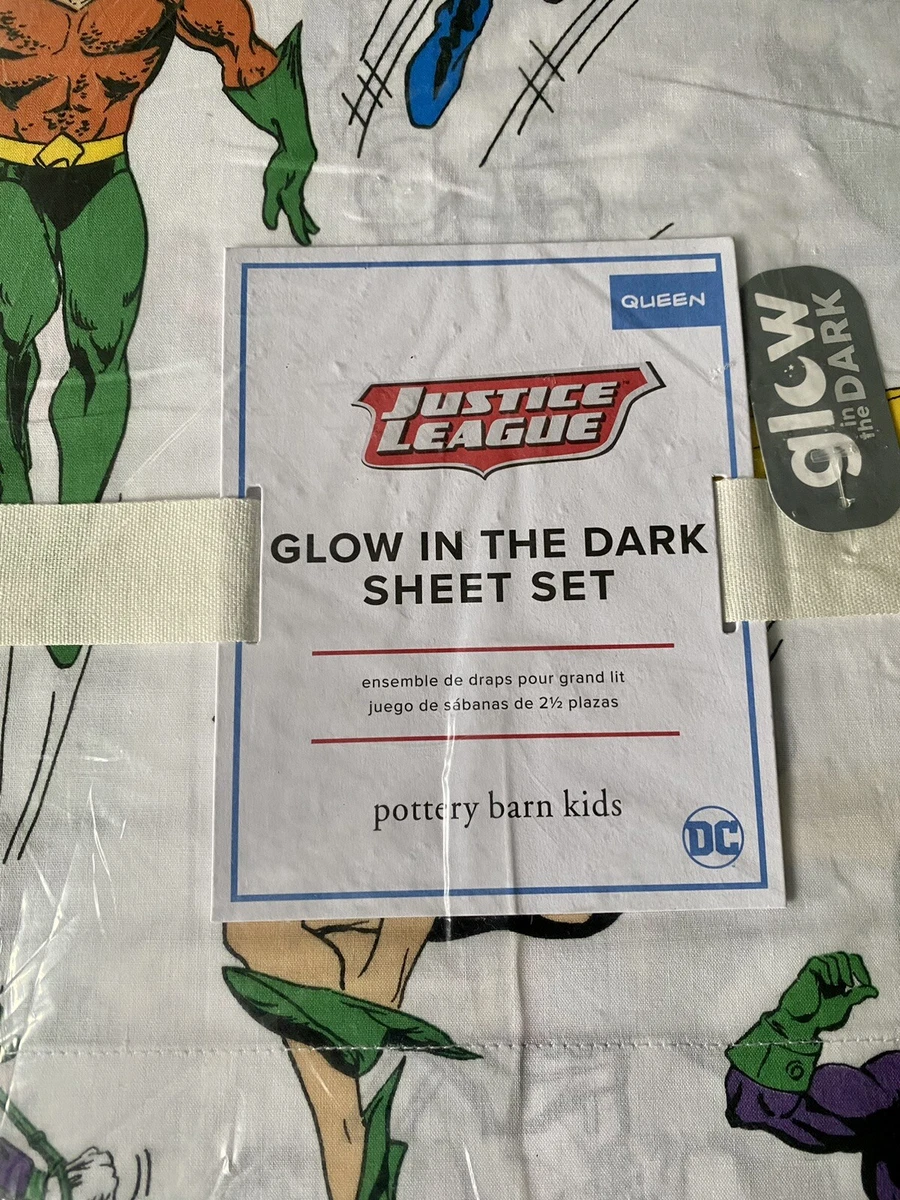 QUEEN
JUSTICE
LEAGUE™
GLOW IN THE DARK
SHEET SET
ensemble de draps pour grand lit
juego de sábanas de 2½ plazas
pottery barn kids
DC
glow
in the DARK